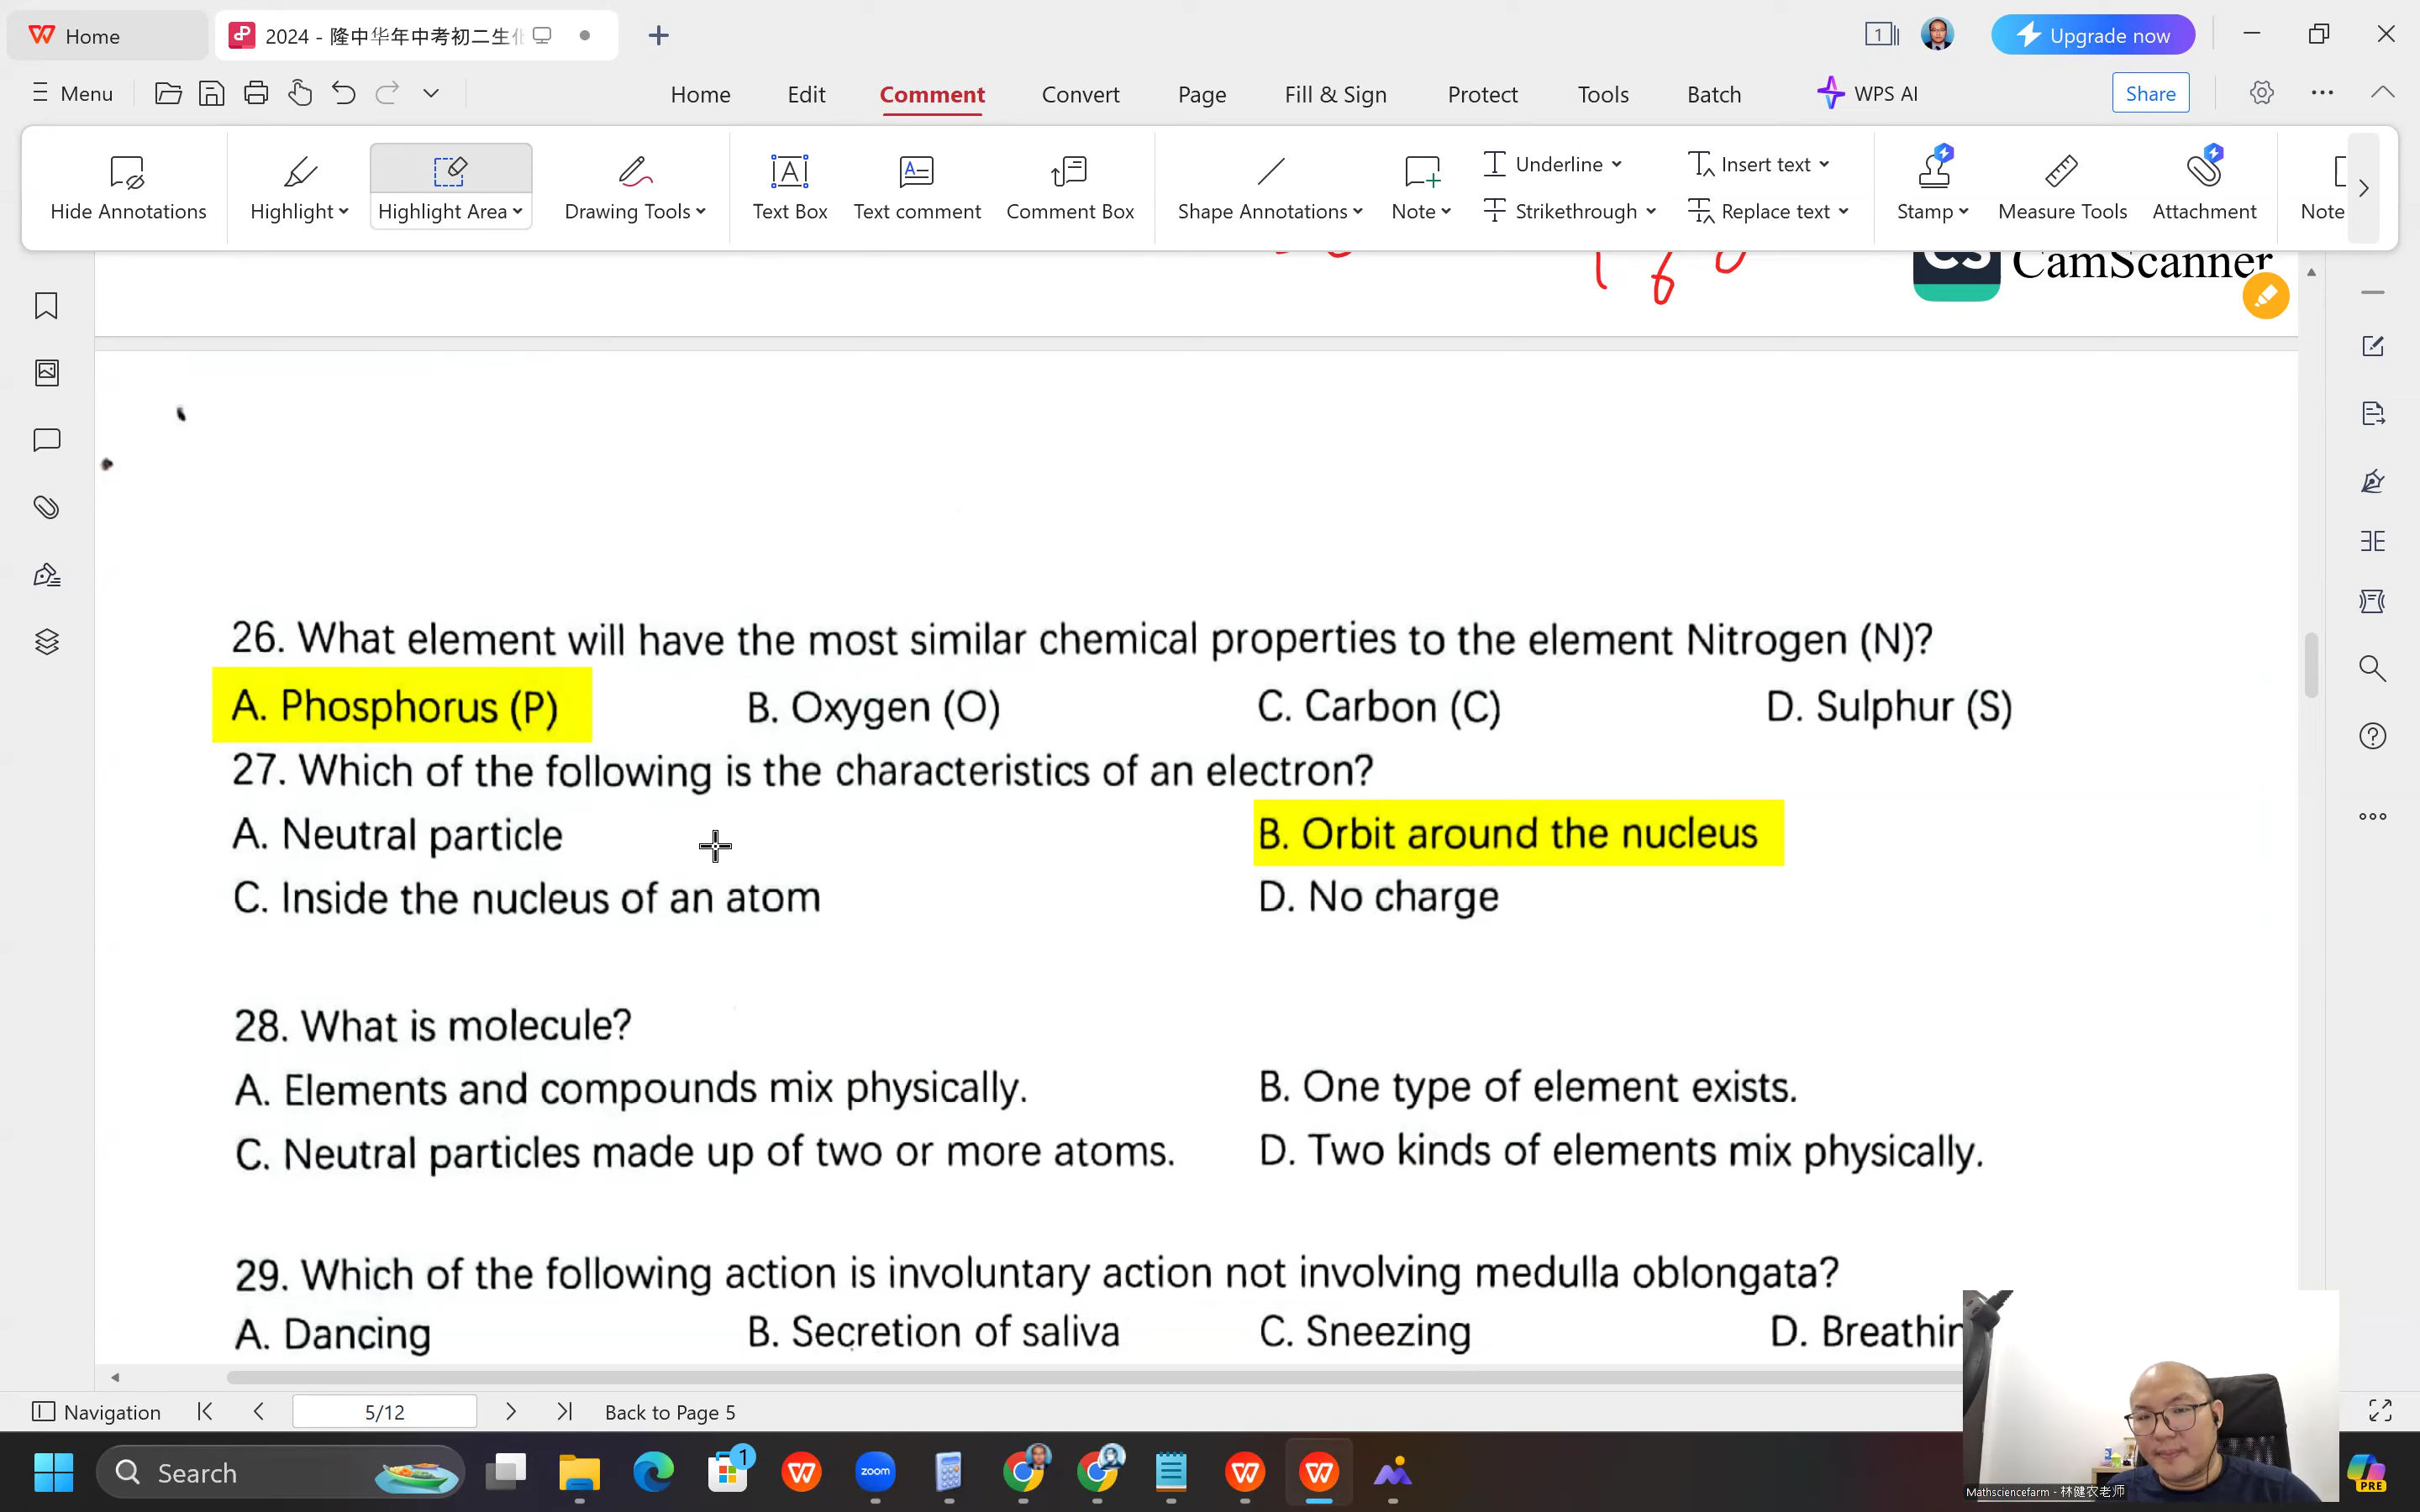 Home
2024 - 隆中华年中考初二生化
1
Upgrade now
Menu
Home
Edit
Comment
Convert
Page
Fill & Sign
Protect
Tools
Batch
WPS AI
Share
Hide Annotations
Highlight
Highlight Area
Drawing Tools
Text Box
Text comment
Comment Box
Shape Annotations
Note
Underline
Strikethrough
Insert text
Replace text
Stamp
Measure Tools
Attachment
Note
CamScanner
26. What element will have the most similar chemical properties to the element Nitrogen (N)?
A. Phosphorus (P) B. Oxygen (O) C. Carbon (C) D. Sulphur (S)
27. Which of the following is the characteristics of an electron?
A. Neutral particle B. Orbit around the nucleus
C. Inside the nucleus of an atom D. No charge
28. What is molecule?
A. Elements and compounds mix physically. B. One type of element exists.
C. Neutral particles made up of two or more atoms. D. Two kinds of elements mix physically.
29. Which of the following action is involuntary action not involving medulla oblongata?
A. Dancing B. Secretion of saliva C. Sneezing D. Breathin
Mathsciencefarm - 林健农老师
Navigation
5/12
Back to Page 5
Search
1
zoom
PRE